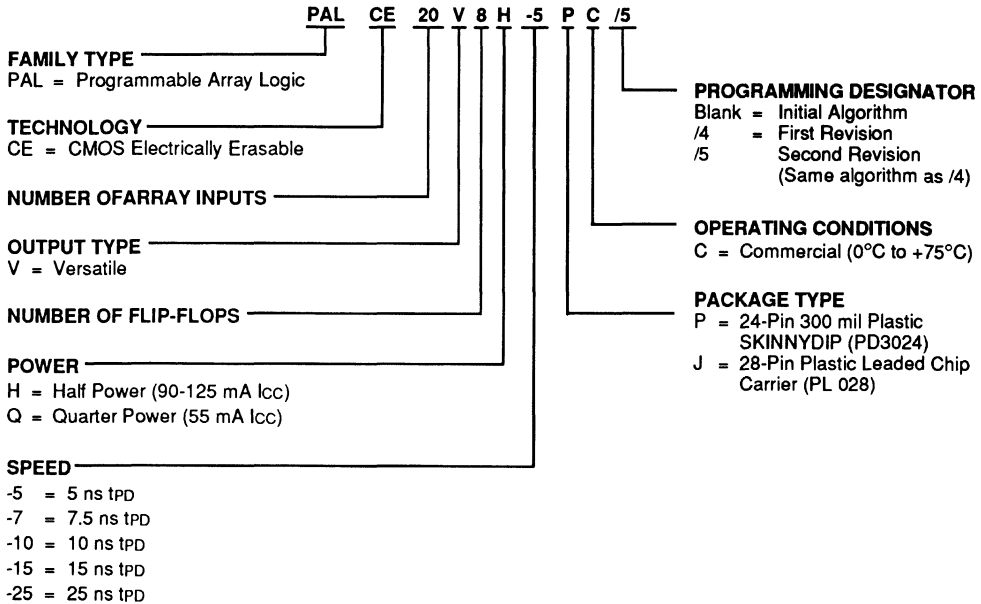 PAL CE 20 V 8 H -5 P C /5
FAMILY TYPE
PAL = Programmable Array Logic
TECHNOLOGY
CE = CMOS Electrically Erasable
NUMBER OFARRAY INPUTS
OUTPUT TYPE
V = Versatile
NUMBER OF FLIP-FLOPS
POWER
H = Half Power (90-125 mA ICC)
Q = Quarter Power (55 mA ICC)
SPEED
-5 = 5 ns tPD
-7 = 7.5 ns tPD
-10 = 10 ns tPD
-15 = 15 ns tPD
-25 = 25 ns tPD
PROGRAMMING DESIGNATOR
Blank = Initial Algorithm
/4 = First Revision
/5 Second Revision
(Same algorithm as /4)
OPERATING CONDITIONS
C = Commercial (0°C to +75°C)
PACKAGE TYPE
P = 24-Pin 300 mil Plastic
SKINNYDIP (PD3024)
J = 28-Pin Plastic Leaded Chip
Carrier (PL 028)